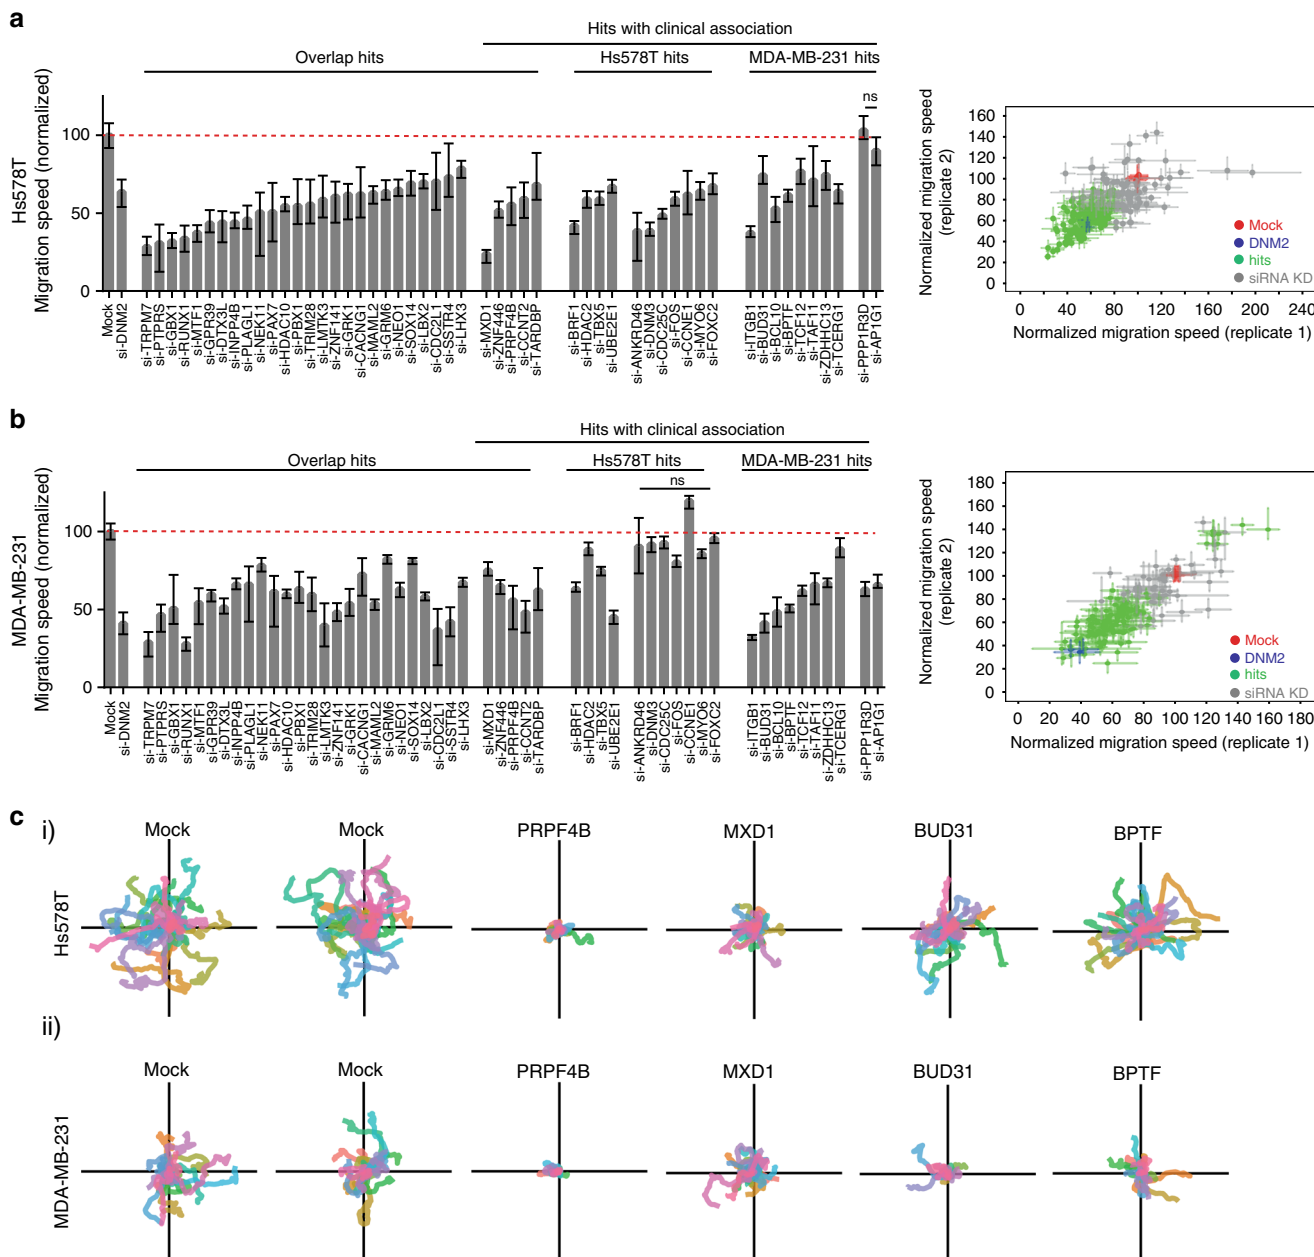 a
Hits with clinical association
Overlap hits
Hs578T hits
MDA-MB-231 hits
ns
Hs578T
Migration speed (normalized)
100
50
0
Mock
si-DNM2
si-TRPM7
si-PTPRS
si-GBX1
si-RUNX1
si-MTF1
si-GPR39
si-DTX3L
si-INPP4B
si-PLAGL1
si-NEK11
si-PAX7
si-HDAC10
si-PBX1
si-TRIM28
si-LMTK3
si-ZNF141
si-GRK1
si-CACNG1
si-MAML2
si-GRM6
si-NEO1
si-SOX14
si-LBX2
si-CDC2L1
si-SSTR4
si-LHX3
si-MXD1
si-ZNF446
si-PRPF4B
si-CCNT2
si-TARDBP
si-BRF1
si-HDAC2
si-TBX5
si-UBE2E1
si-ANKRD46
si-DNM3
si-CDC25C
si-FOS
si-CCNE1
si-MYO6
si-FOXC2
si-ITGB1
si-BUD31
si-BCL10
si-BPTF
si-TCF12
si-TAF11
si-ZDHHC13
si-TCERG1
si-PPP1R3D
si-AP1G1
Normalized migration speed
(replicate 2)
160
140
120
100
80
60
40
20
0
Mock
DNM2
hits
siRNA KD
0 40 80 120 160 200 240
Normalized migration speed (replicate 1)
b
Hits with clinical association
Overlap hits
Hs578T hits
MDA-MB-231 hits
ns
MDA-MB-231
Migration speed (normalized)
100
50
0
Mock
si-DNM2
si-TRPM7
si-PTPRS
si-GBX1
si-RUNX1
si-MTF1
si-GPR39
si-DTX3L
si-INPP4B
si-PLAGL1
si-NEK11
si-PAX7
si-HDAC10
si-PBX1
si-TRIM28
si-LMTK3
si-ZNF141
si-GRK1
si-CACNG1
si-MAML2
si-GRM6
si-NEO1
si-SOX14
si-LBX2
si-CDC2L1
si-SSTR4
si-LHX3
si-MXD1
si-ZNF446
si-PRPF4B
si-CCNT2
si-TARDBP
si-BRF1
si-HDAC2
si-TBX5
si-UBE2E1
si-ANKRD46
si-DNM3
si-CDC25C
si-FOS
si-CCNE1
si-MYO6
si-FOXC2
si-ITGB1
si-BUD31
si-BCL10
si-BPTF
si-TCF12
si-TAF111
si-ZDHHC13
si-TCERG1
si-PPP1R3D
si-AP1G1
Normalized migration speed
(replicate 2)
180
160
140
120
100
80
60
40
20
0
Mock
DNM2
hits
siRNA KD
0 20 40 60 80 100 120 140 160 180
Normalized migration speed (replicate 1)
c
i)
Hs578T
Mock
Mock
PRPF4B
MXD1
BUD31
BPTF
ii)
MDA-MB-231
Mock
Mock
PRPF4B
MXD1
BUD31
BPTF